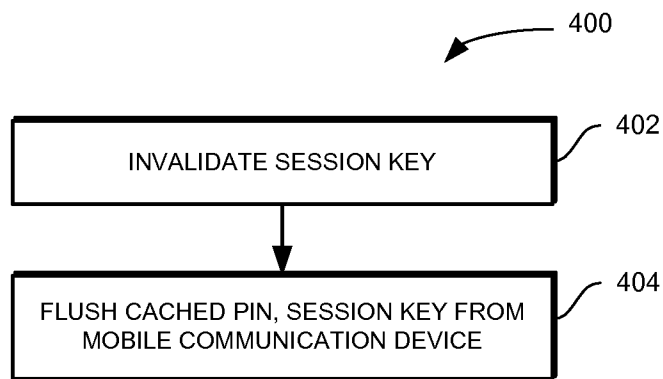 400
402
INVALIDATE SESSION KEY
404
FLUSH CACHED PIN, SESSION KEY FROM
MOBILE COMMUNICATION DEVICE